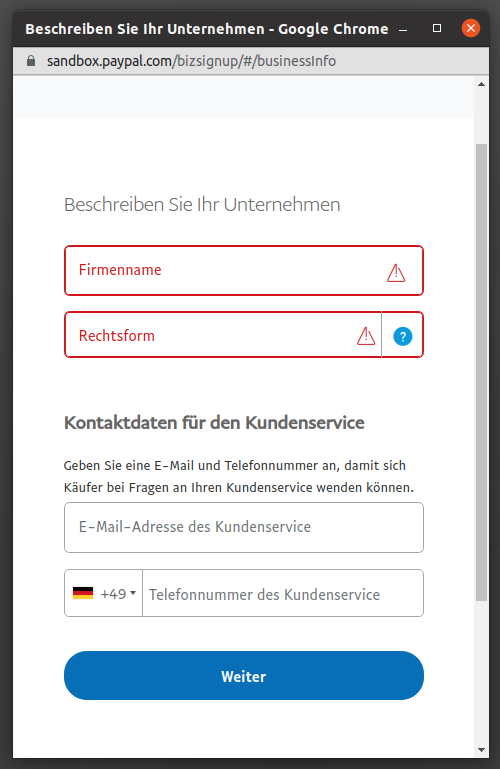 Beschreiben Sie Ihr Unternehmen - Google Chrome
sandbox.paypal.com/bizsignup/#/businessInfo
Beschreiben Sie Ihr Unternehmen
Firmenname
Rechtsform
?
Kontaktdaten für den Kundenservice
Geben Sie eine E-Mail und Telefonnummer an, damit sich
Käufer bei Fragen an Ihren Kundenservice wenden können.
E-Mail-Adresse des Kundenservice
+49 Telefonnummer des Kundenservice
Weiter